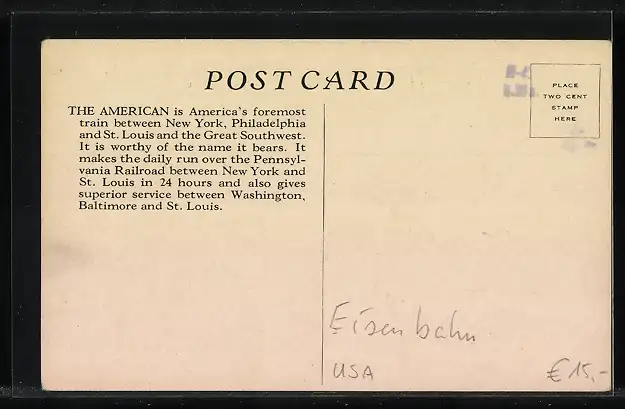 POST CARD
PLACE
TWO CENT
STAMP
HERE
THE AMERICAN is America's foremost
train between New York, Philadelphia
and St. Louis and the Great Southwest.
It is worthy of the name it bears. It
makes the daily run over the Pennsyl-
vania Railroad between New York and
St. Louis in 24 hours and also gives
superior service between Washington,
Baltimore and St. Louis.
Eisenbahn
USA
€ 15,-